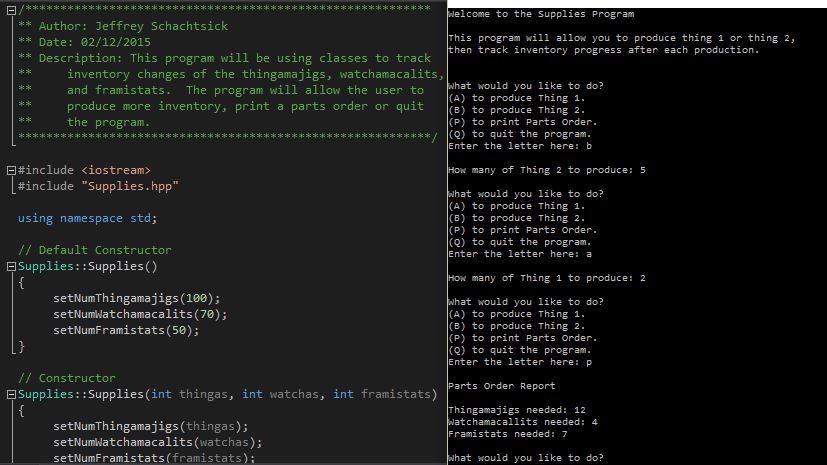 /**********************************************************
** Author: Jeffrey Schachtsick
** Date: 02/12/2015
** Description: This program will be using classes to track
**     inventory changes of the thingamajigs, watchamacalits,
**     and framistats.  The program will allow the user to
**     produce more inventory, print a parts order or quit
**     the program.
***********************************************************/
#include <iostream>
#include "Supplies.hpp"
using namespace std;
// Default Constructor
Supplies::Supplies()
{
    setNumThingamajigs(100);
    setNumWatchamacalits(70);
    setNumFramistats(50);
}
// Constructor
Supplies::Supplies(int thingas, int watchas, int framistats)
{
    setNumThingamajigs(thingas);
    setNumWatchamacalits(watchas);
    setNumFramistats(framistats);
Welcome to the Supplies Program
This program will allow you to produce thing 1 or thing 2,
then track inventory progress after each production.
What would you like to do?
(A) to produce Thing 1.
(B) to produce Thing 2.
(P) to print Parts Order.
(Q) to quit the program.
Enter the letter here: b
How many of Thing 2 to produce: 5
What would you like to do?
(A) to produce Thing 1.
(B) to produce Thing 2.
(P) to print Parts Order.
(Q) to quit the program.
Enter the letter here: a
How many of Thing 1 to produce: 2
What would you like to do?
(A) to produce Thing 1.
(B) to produce Thing 2.
(P) to print Parts Order.
(Q) to quit the program.
Enter the letter here: p
Parts Order Report
Thingamajigs needed: 12
Watchamacallits needed: 4
Framistats needed: 7
What would you like to do?